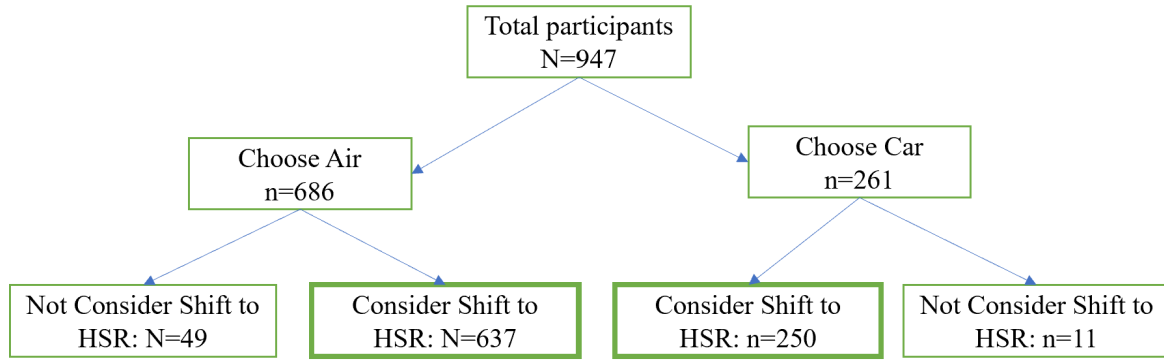 Total participants
N=947
Choose Air
n=686
Choose Car
n=261
Not Consider Shift to
HSR: N=49
Consider Shift to
HSR: N=637
Consider Shift to
HSR: n=250
Not Consider Shift to
HSR: n=11